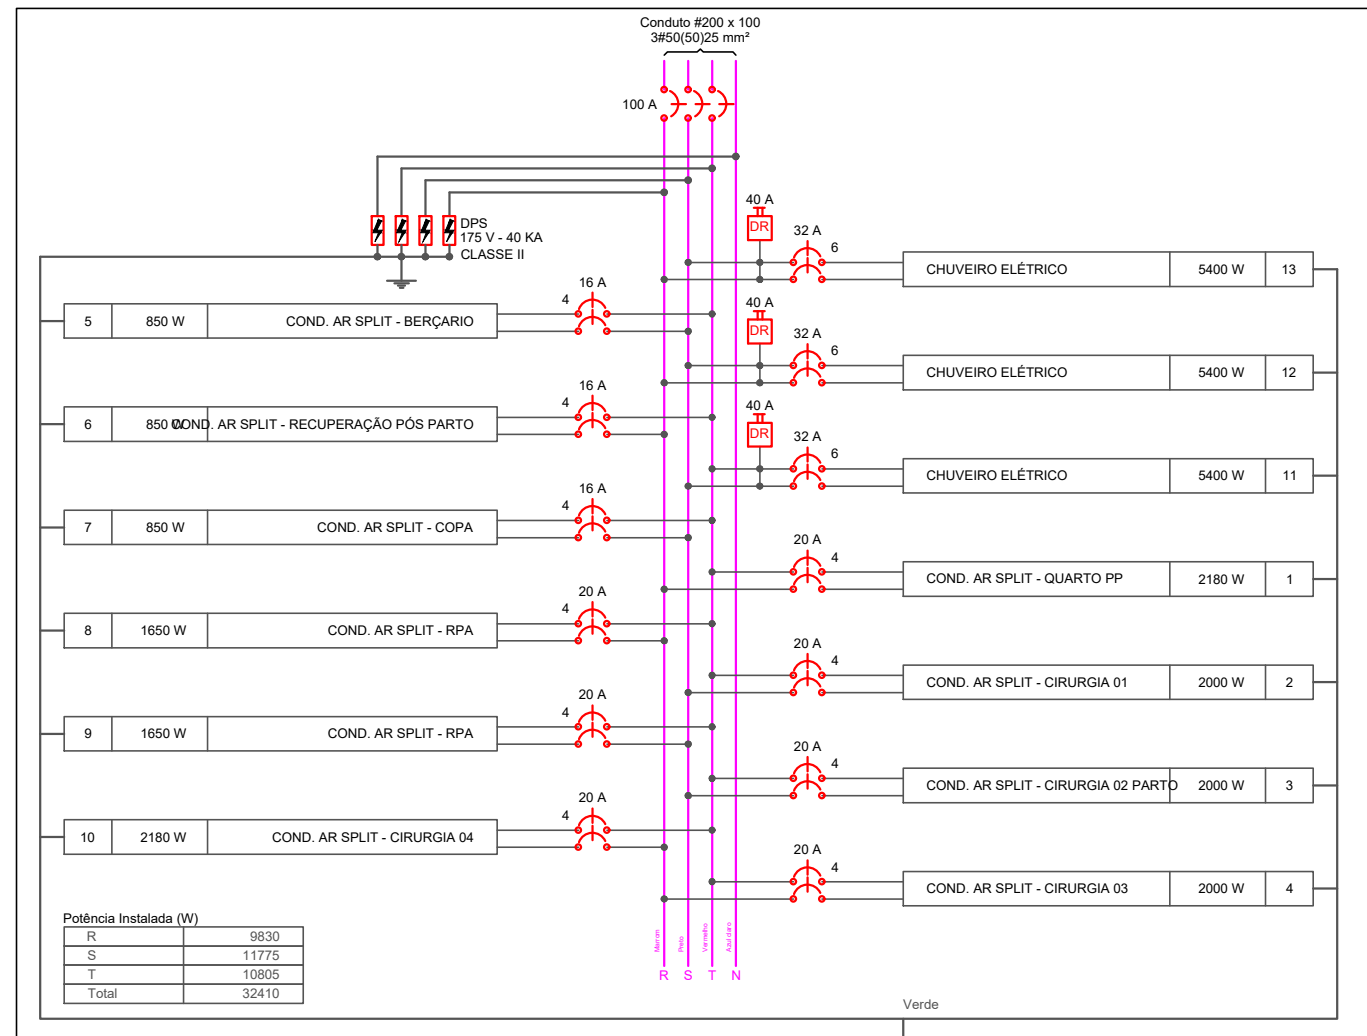 Conduto #200 x 100
3#50(50)25 mm²
100 A
DPS
175 V - 40 KA
CLASSE II
40 A
DR
32 A
6
CHUVEIRO ELÉTRICO 5400 W 13
16 A
4
5 850 W COND. AR SPLIT - BERÇARIO
40 A
DR
32 A
6
CHUVEIRO ELÉTRICO 5400 W 12
16 A
4
6 850 W COND. AR SPLIT - RECUPERAÇÃO PÓS PARTO
40 A
DR
32 A
6
CHUVEIRO ELÉTRICO 5400 W 11
16 A
4
7 850 W COND. AR SPLIT - COPA
20 A
4
COND. AR SPLIT - QUARTO PP 2180 W 1
20 A
4
8 1650 W COND. AR SPLIT - RPA
20 A
4
COND. AR SPLIT - CIRURGIA 01 2000 W 2
20 A
4
9 1650 W COND. AR SPLIT - RPA
20 A
4
COND. AR SPLIT - CIRURGIA 02 PARTO 2000 W 3
20 A
4
10 2180 W COND. AR SPLIT - CIRURGIA 04
20 A
4
COND. AR SPLIT - CIRURGIA 03 2000 W 4
Potência Instalada (W)
R 9830
S 11775
T 10805
Total 32410
Marrom
Preto
Vermelho
Azul claro
R S T N
Verde